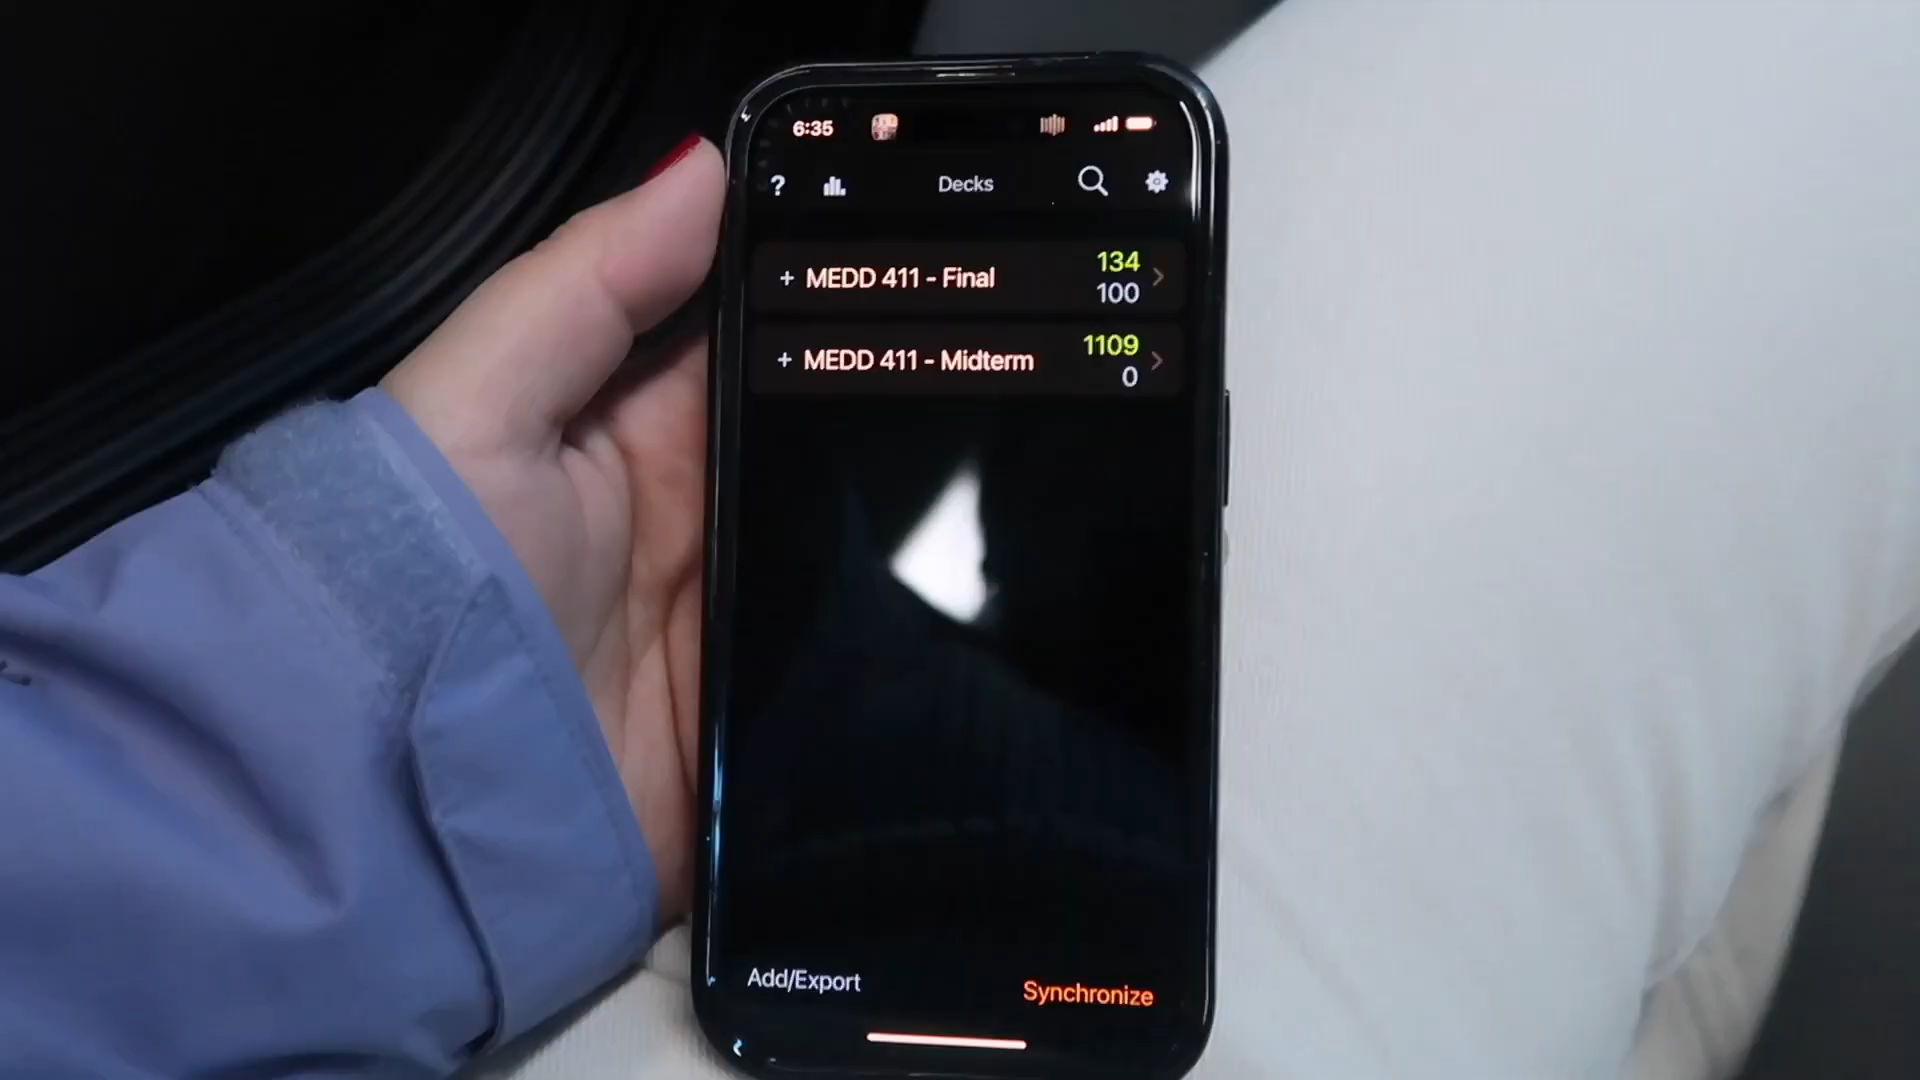 6:35
?
Decks
+ MEDD 411 - Final
134
100
+ MEDD 411 - Midterm
1109
0
Add/Export
Synchronize